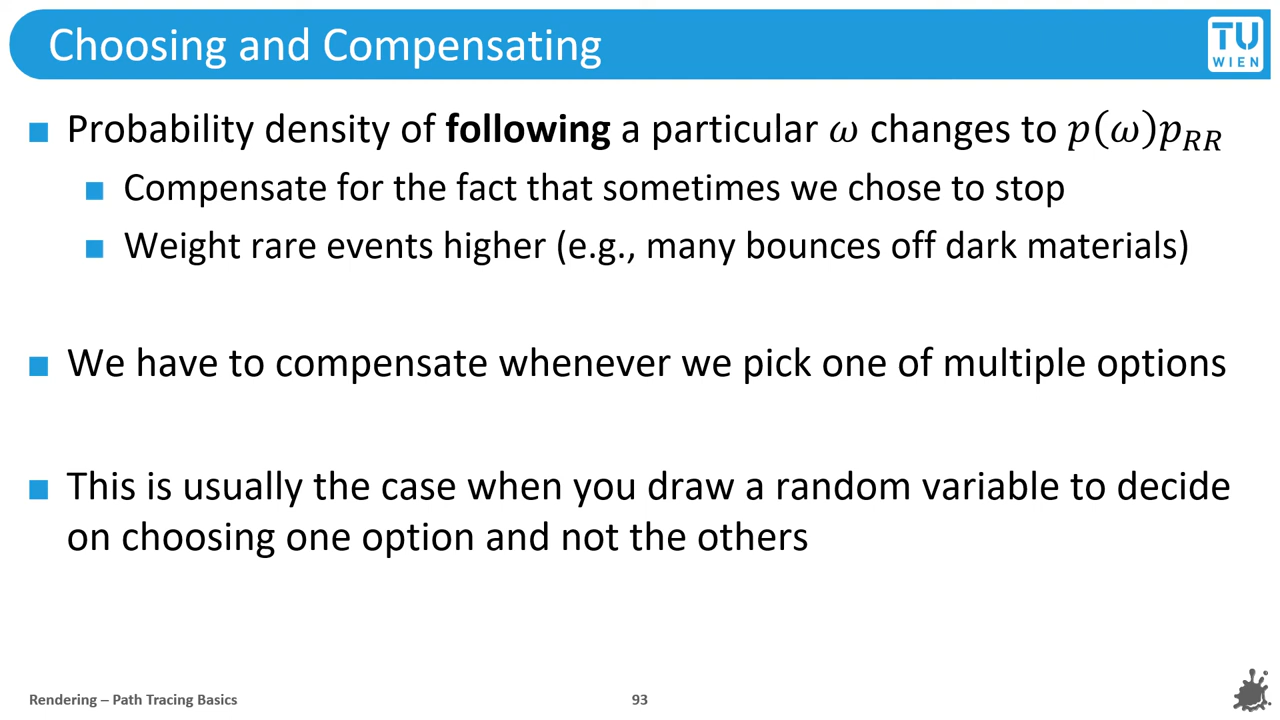 Choosing and Compensating
TU
WIEN
■ Probability density of following a particular ω changes to p(ω)p_RR
■ Compensate for the fact that sometimes we chose to stop
■ Weight rare events higher (e.g., many bounces off dark materials)
■ We have to compensate whenever we pick one of multiple options
■ This is usually the case when you draw a random variable to decide
on choosing one option and not the others
Rendering – Path Tracing Basics
93